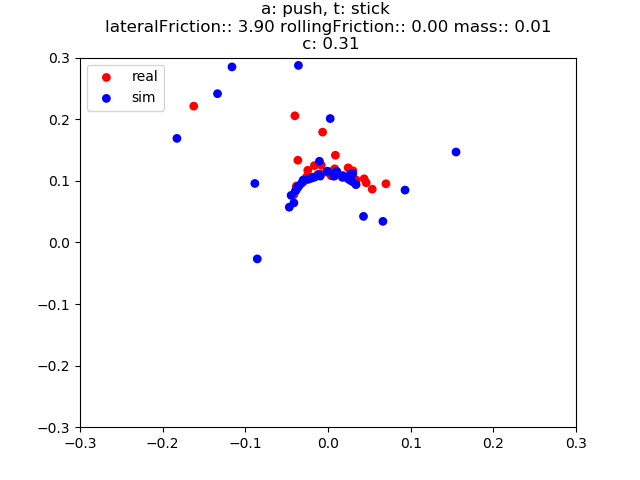 a: push, t: stick
lateralFriction:: 3.90 rollingFriction:: 0.00 mass:: 0.01
c: 0.31
real
sim
0.3
0.2
0.1
0.0
−0.1
−0.2
−0.3
−0.3 −0.2 −0.1 0.0 0.1 0.2 0.3